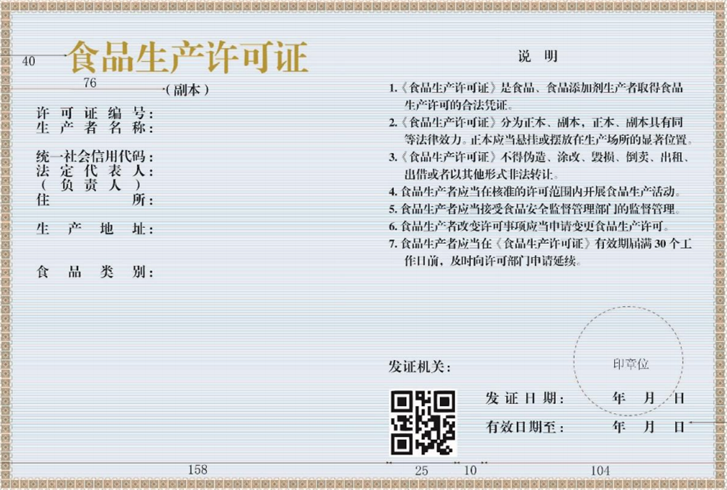 食品生产许可证
40
76
（副本）
许可证编号：
生产者名称：
统一社会信用代码：
法定代表人：
（负责人）
住所：
生产地址：
食品类别：
说 明
1.《食品生产许可证》是食品、食品添加剂生产者取得食品
生产许可的合法凭证。
2.《食品生产许可证》分为正本、副本，正本、副本具有同
等法律效力。正本应当悬挂或摆放在生产场所的显著位置。
3.《食品生产许可证》不得伪造、涂改、毁损、倒卖、出租、
出借或者以其他形式非法转让。
4. 食品生产者应当在核准的许可范围内开展食品生产活动。
5. 食品生产者应当接受食品安全监督管理部门的监督管理。
6. 食品生产者改变许可事项应当申请变更食品生产许可。
7. 食品生产者应当在《食品生产许可证》有效期届满 30 个工
作日前，及时向许可部门申请延续。
发证机关：
印章位
发证日期： 年 月 日
有效日期至： 年 月 日
158
25
10
104